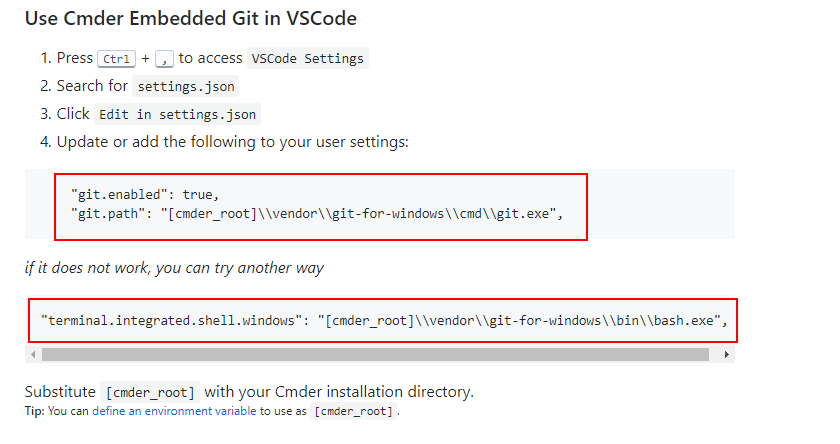 Use Cmder Embedded Git in VSCode
1. Press Ctrl + , to access VSCode Settings
2. Search for settings.json
3. Click Edit in settings.json
4. Update or add the following to your user settings:
"git.enabled": true,
"git.path": "[cmder_root]\\vendor\\git-for-windows\\cmd\\git.exe",
if it does not work, you can try another way
"terminal.integrated.shell.windows": "[cmder_root]\\vendor\\git-for-windows\\bin\\bash.exe",
Substitute [cmder_root] with your Cmder installation directory.
Tip: You can define an environment variable to use as [cmder_root].